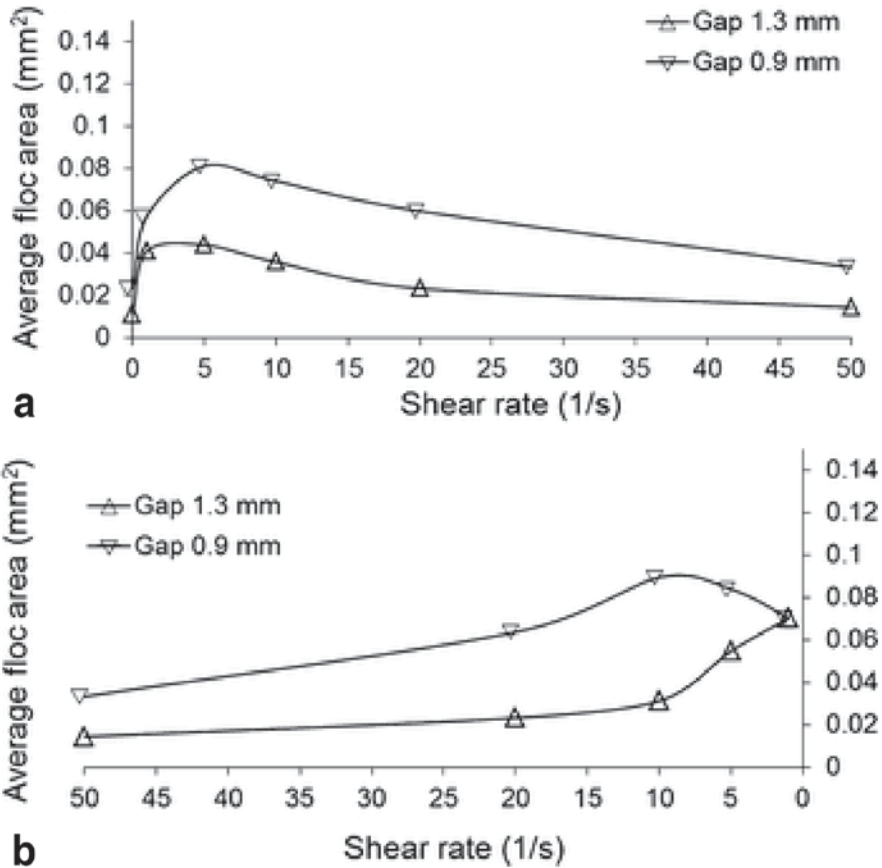 Average floc area (mm²)
0.14
0.12
0.1
0.08
0.06
0.04
0.02
0
Gap 1.3 mm
Gap 0.9 mm
0 5 10 15 20 25 30 35 40 45 50
Shear rate (1/s)
a
Average floc area (mm²)
Gap 1.3 mm
Gap 0.9 mm
0.14
0.12
0.1
0.08
0.06
0.04
0.02
0
50 45 40 35 30 25 20 15 10 5 0
Shear rate (1/s)
b